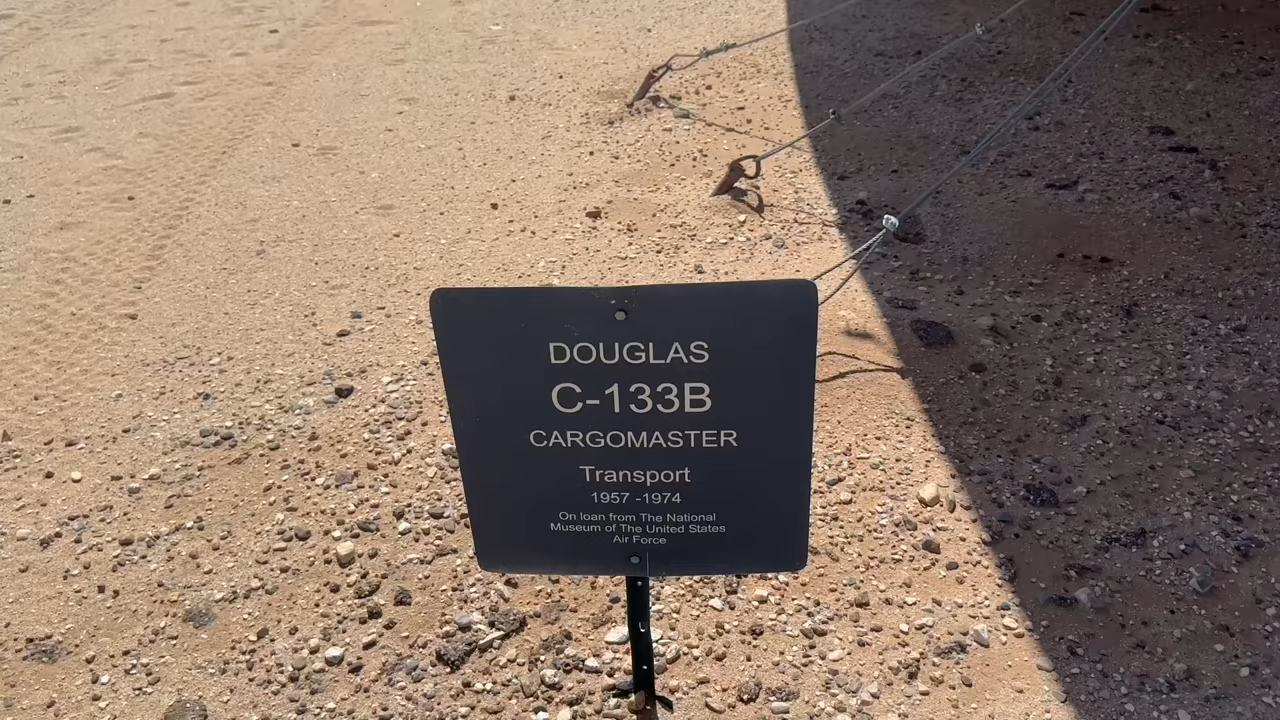 DOUGLAS
C-133B
CARGOMASTER
Transport
1957 -1974
On loan from The National
Museum of The United States
Air Force